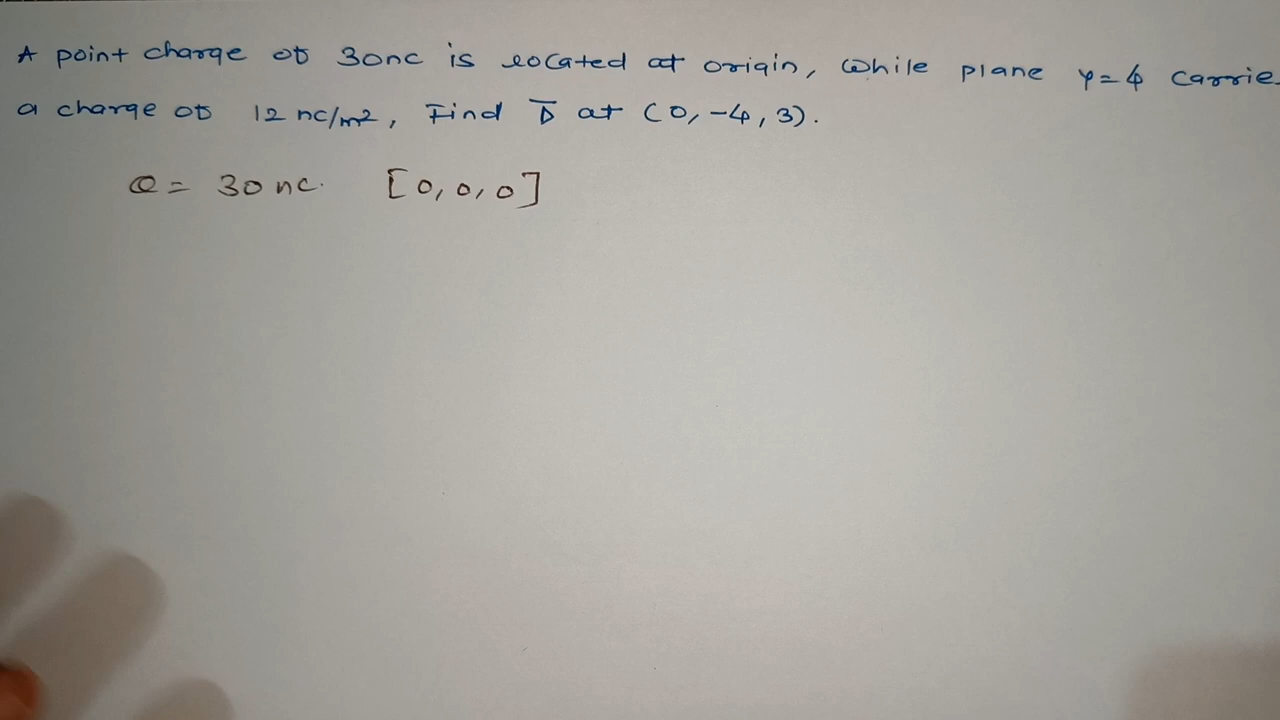 A point charge of 30nc is located at origin, while plane y=4 carrie
a charge of 12 nc/m2, Find D̅ at (0,-4,3).
Q = 30 nc. [0,0,0]